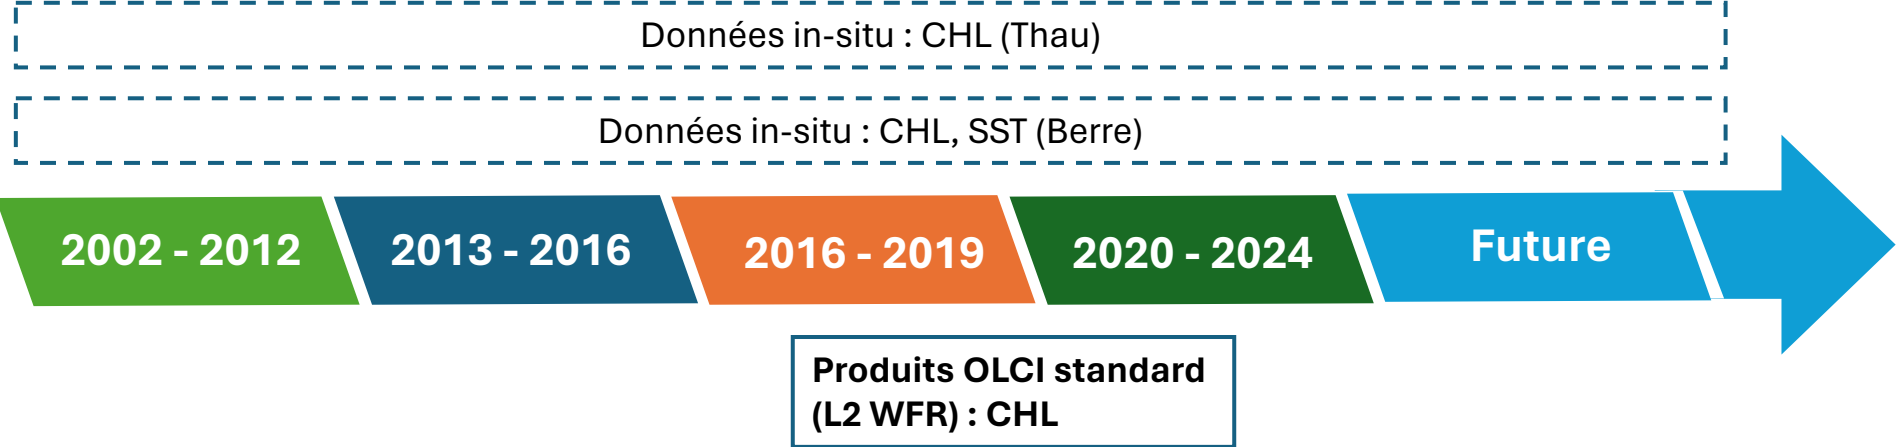 Données in-situ : CHL (Thau)
Données in-situ : CHL, SST (Berre)
2002 - 2012
2013 - 2016
2016 - 2019
2020 - 2024
Future
Produits OLCI standard
(L2 WFR) : CHL